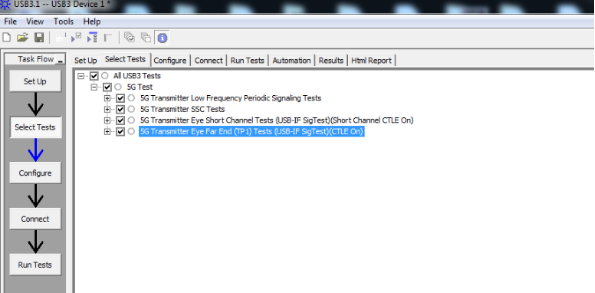 USB3.1 -- USB3 Device 1 *
File View Tools Help
Task Flow
Set Up Select Tests Configure Connect Run Tests Automation Results Html Report
Set Up
Select Tests
Configure
Connect
Run Tests
All USB3 Tests
5G Test
5G Transmitter Low Frequency Periodic Signaling Tests
5G Transmitter SSC Tests
5G Transmitter Eye Short Channel Tests (USB-IF SigTest)(Short Channel CTLE On)
5G Transmitter Eye Far End (TP1) Tests (USB-IF SigTest)(CTLE On)